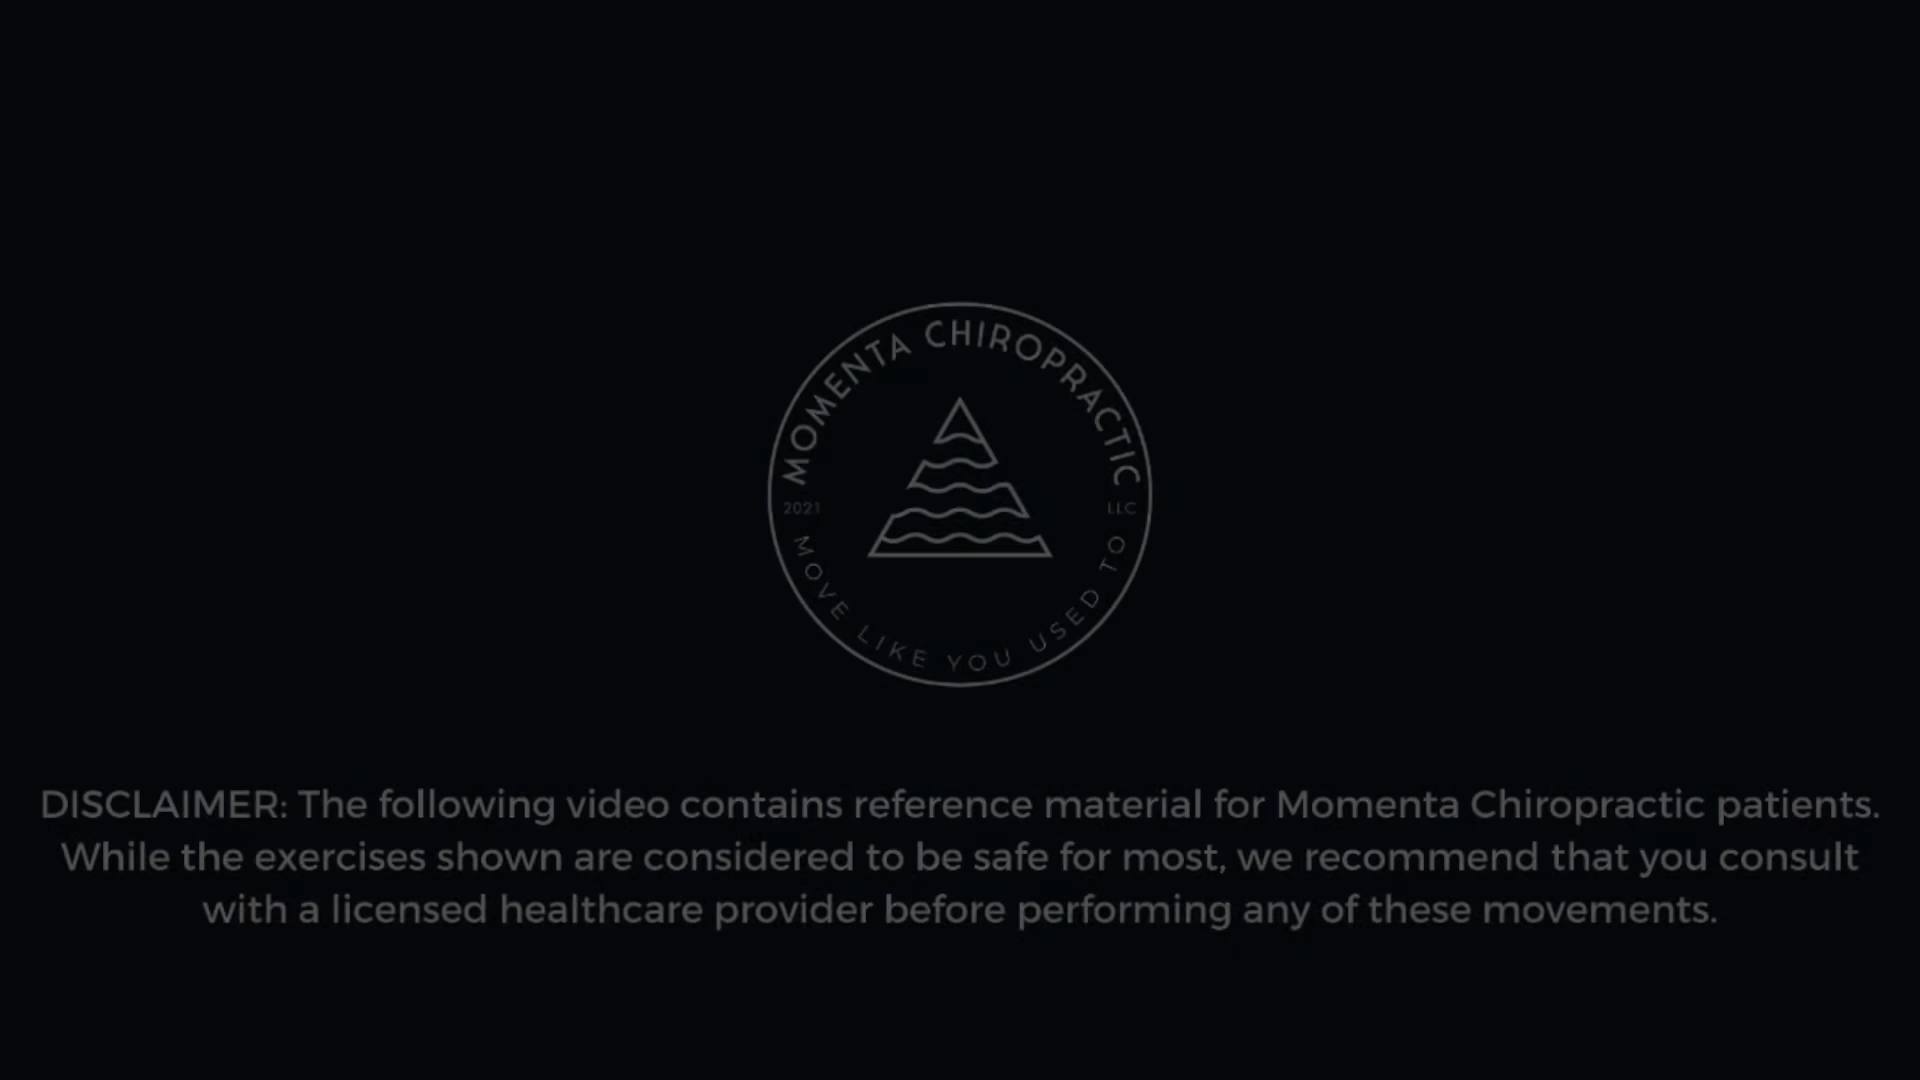 MOMENTA CHIROPRACTIC
2021 LLC
MOVE LIKE YOU USED TO
DISCLAIMER: The following video contains reference material for Momenta Chiropractic patients.
While the exercises shown are considered to be safe for most, we recommend that you consult
with a licensed healthcare provider before performing any of these movements.